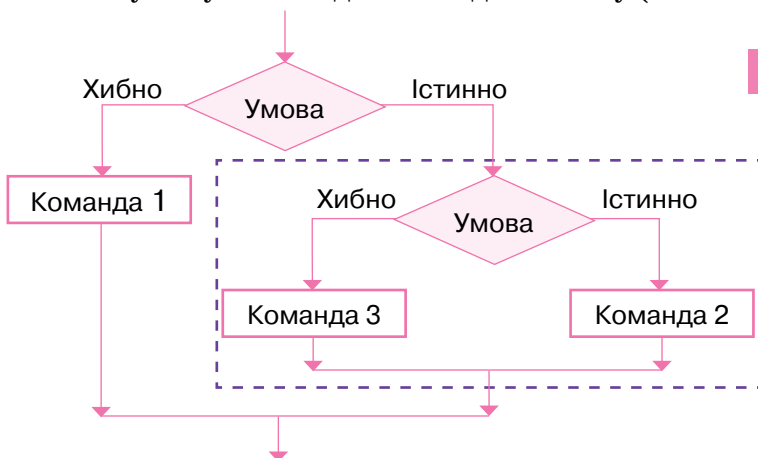 Хибно
Істинно
Умова
Команда 1
Хибно
Істинно
Умова
Команда 3
Команда 2